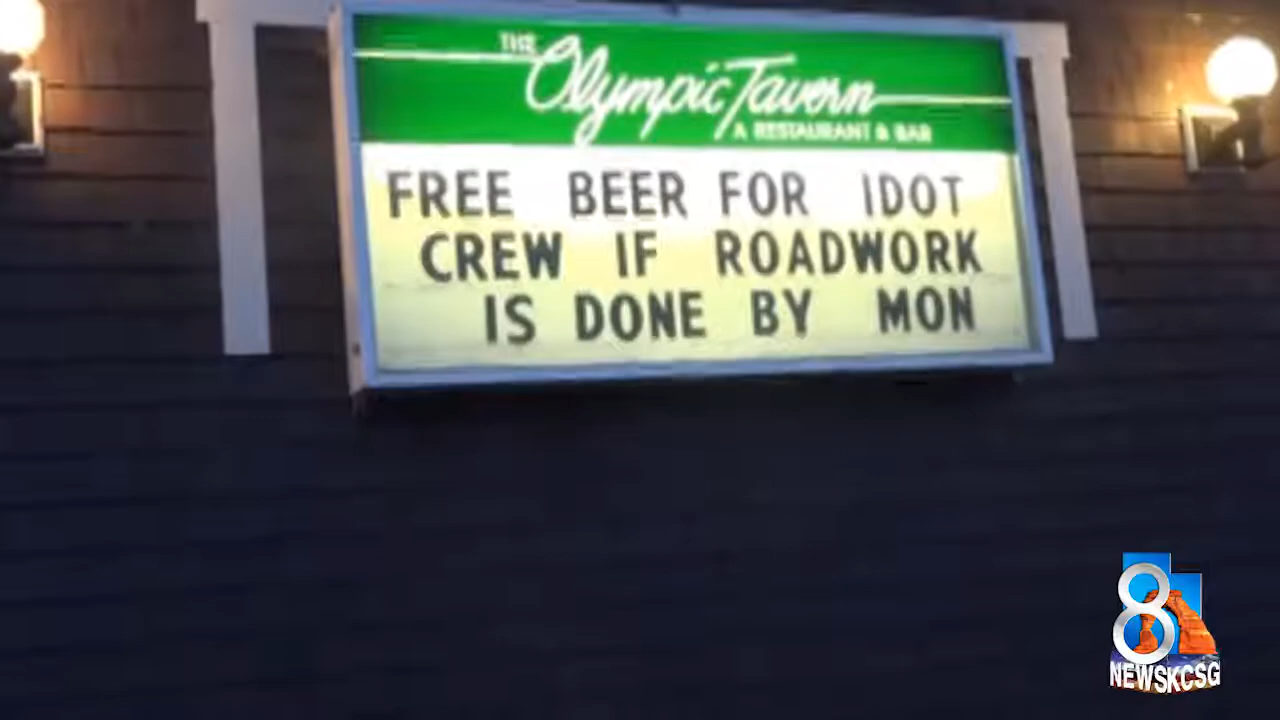 THE
Olympic Tavern
A RESTAURANT & BAR
FREE BEER FOR IDOT
CREW IF ROADWORK
IS DONE BY MON
8
NEWSKCSG